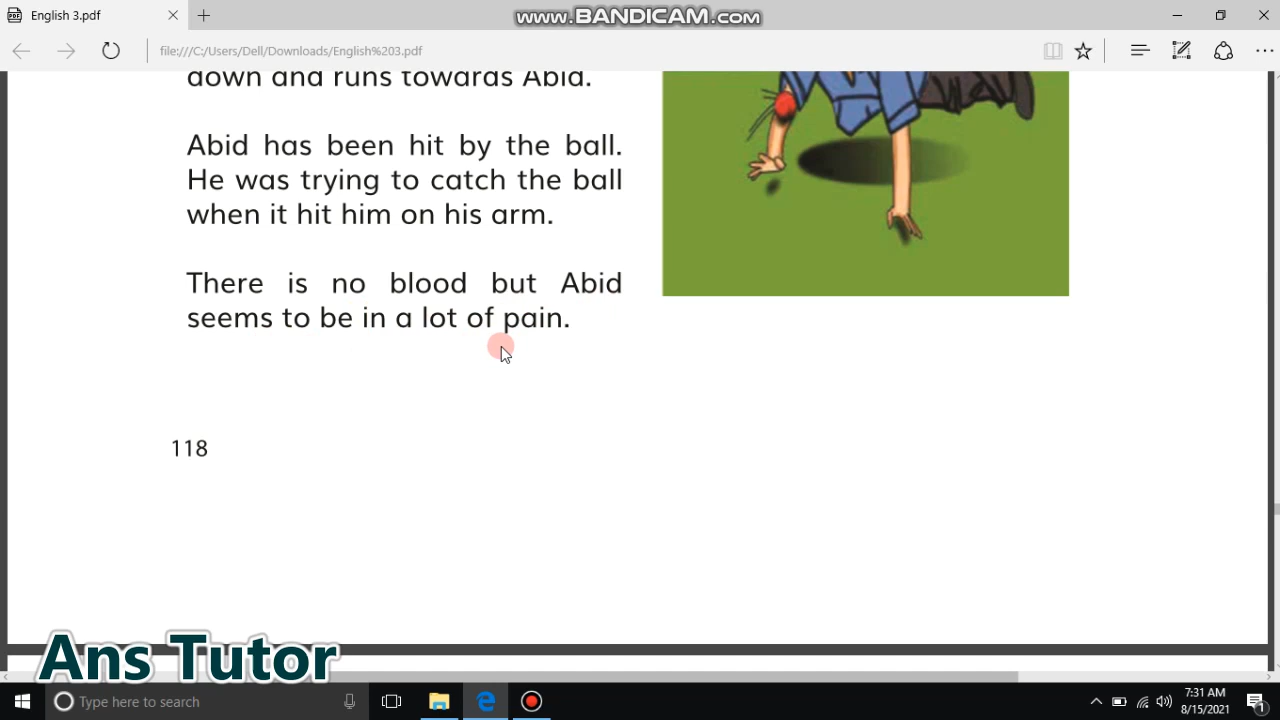 English 3.pdf
www.BANDICAM.com
file:///C:/Users/Dell/Downloads/English%203.pdf
down and runs towards Abid.
Abid has been hit by the ball.
He was trying to catch the ball
when it hit him on his arm.
There is no blood but Abid
seems to be in a lot of pain.
118
Ans Tutor
Type here to search
7:31 AM
8/15/2021
1